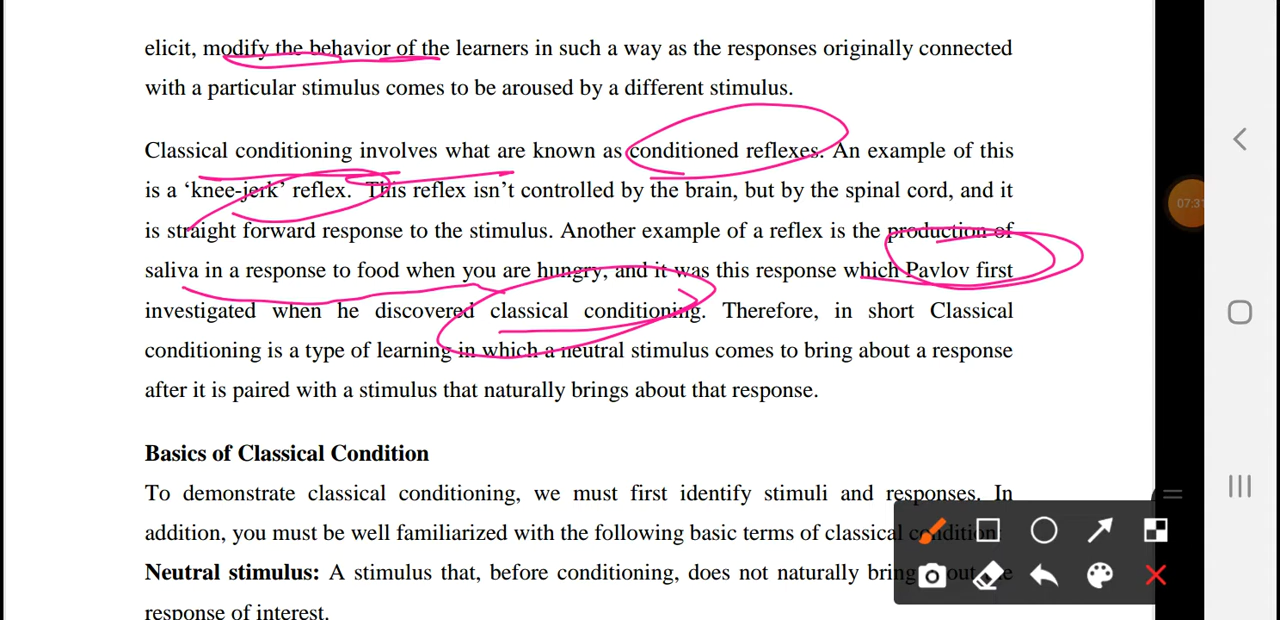 elicit, modify the behavior of the learners in such a way as the responses originally connected
with a particular stimulus comes to be aroused by a different stimulus.
Classical conditioning involves what are known as conditioned reflexes. An example of this
is a ‘knee-jerk’ reflex. This reflex isn’t controlled by the brain, but by the spinal cord, and it
is straight forward response to the stimulus. Another example of a reflex is the production of
saliva in a response to food when you are hungry, and it was this response which Pavlov first
investigated when he discovered classical conditioning. Therefore, in short Classical
conditioning is a type of learning in which a neutral stimulus comes to bring about a response
after it is paired with a stimulus that naturally brings about that response.
Basics of Classical Condition
To demonstrate classical conditioning, we must first identify stimuli and responses. In
addition, you must be well familiarized with the following basic terms of classical condition.
Neutral stimulus: A stimulus that, before conditioning, does not naturally bring
response of interest.
07:31